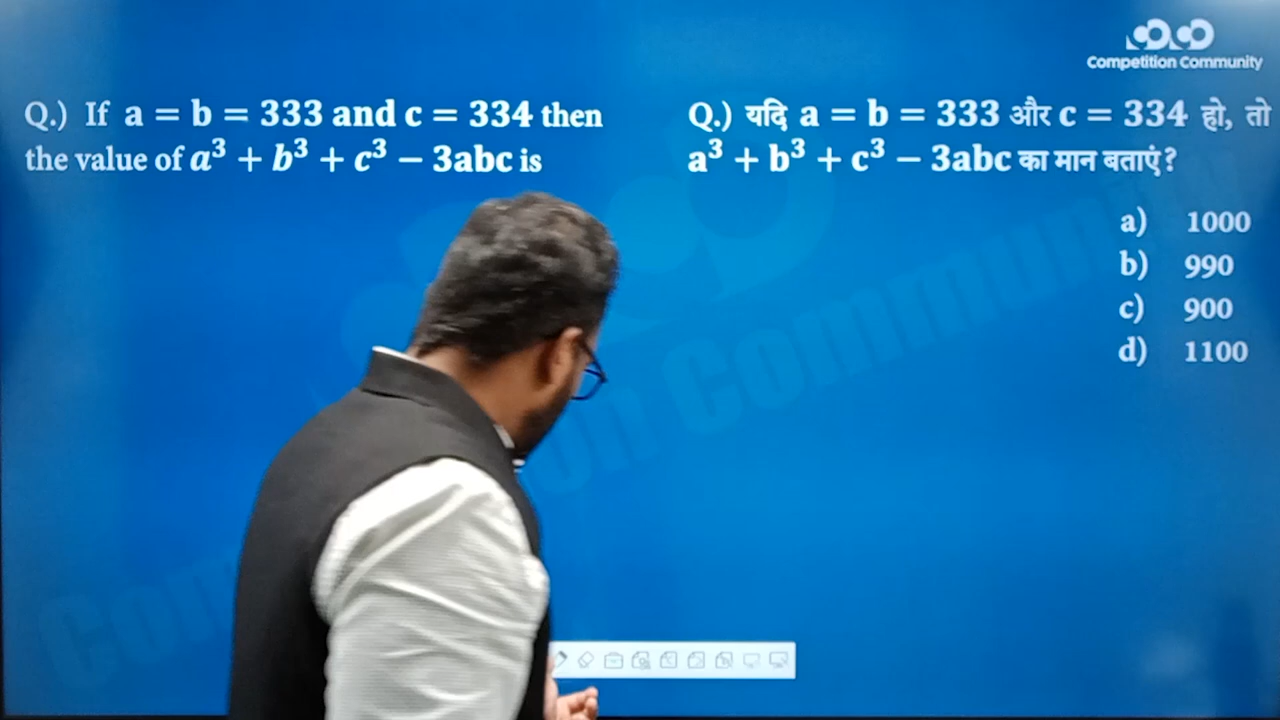 Competition Community
Q.) If a = b = 333 and c = 334 then
the value of a³ + b³ + c³ − 3abc is
Q.) यदि a = b = 333 और c = 334 हो, तो
a³ + b³ + c³ − 3abc का मान बताएं?
a) 1000
b) 990
c) 900
d) 1100